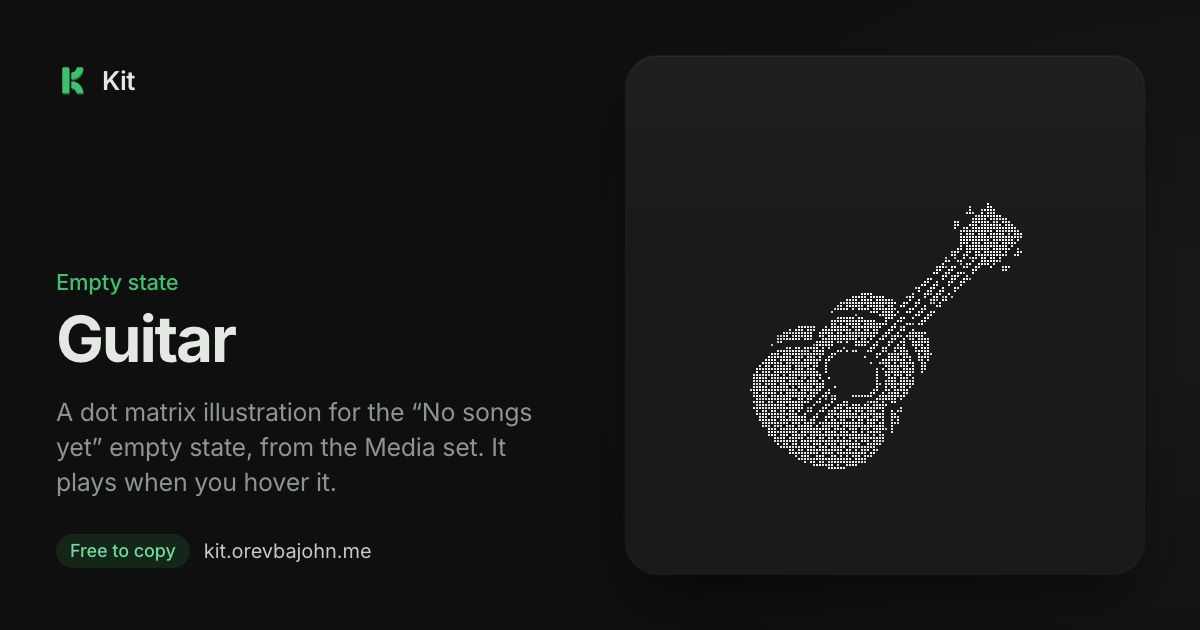 Kit
Empty state
Guitar
A dot matrix illustration for the “No songs
yet” empty state, from the Media set. It
plays when you hover it.
Free to copy
kit.orevbajohn.me